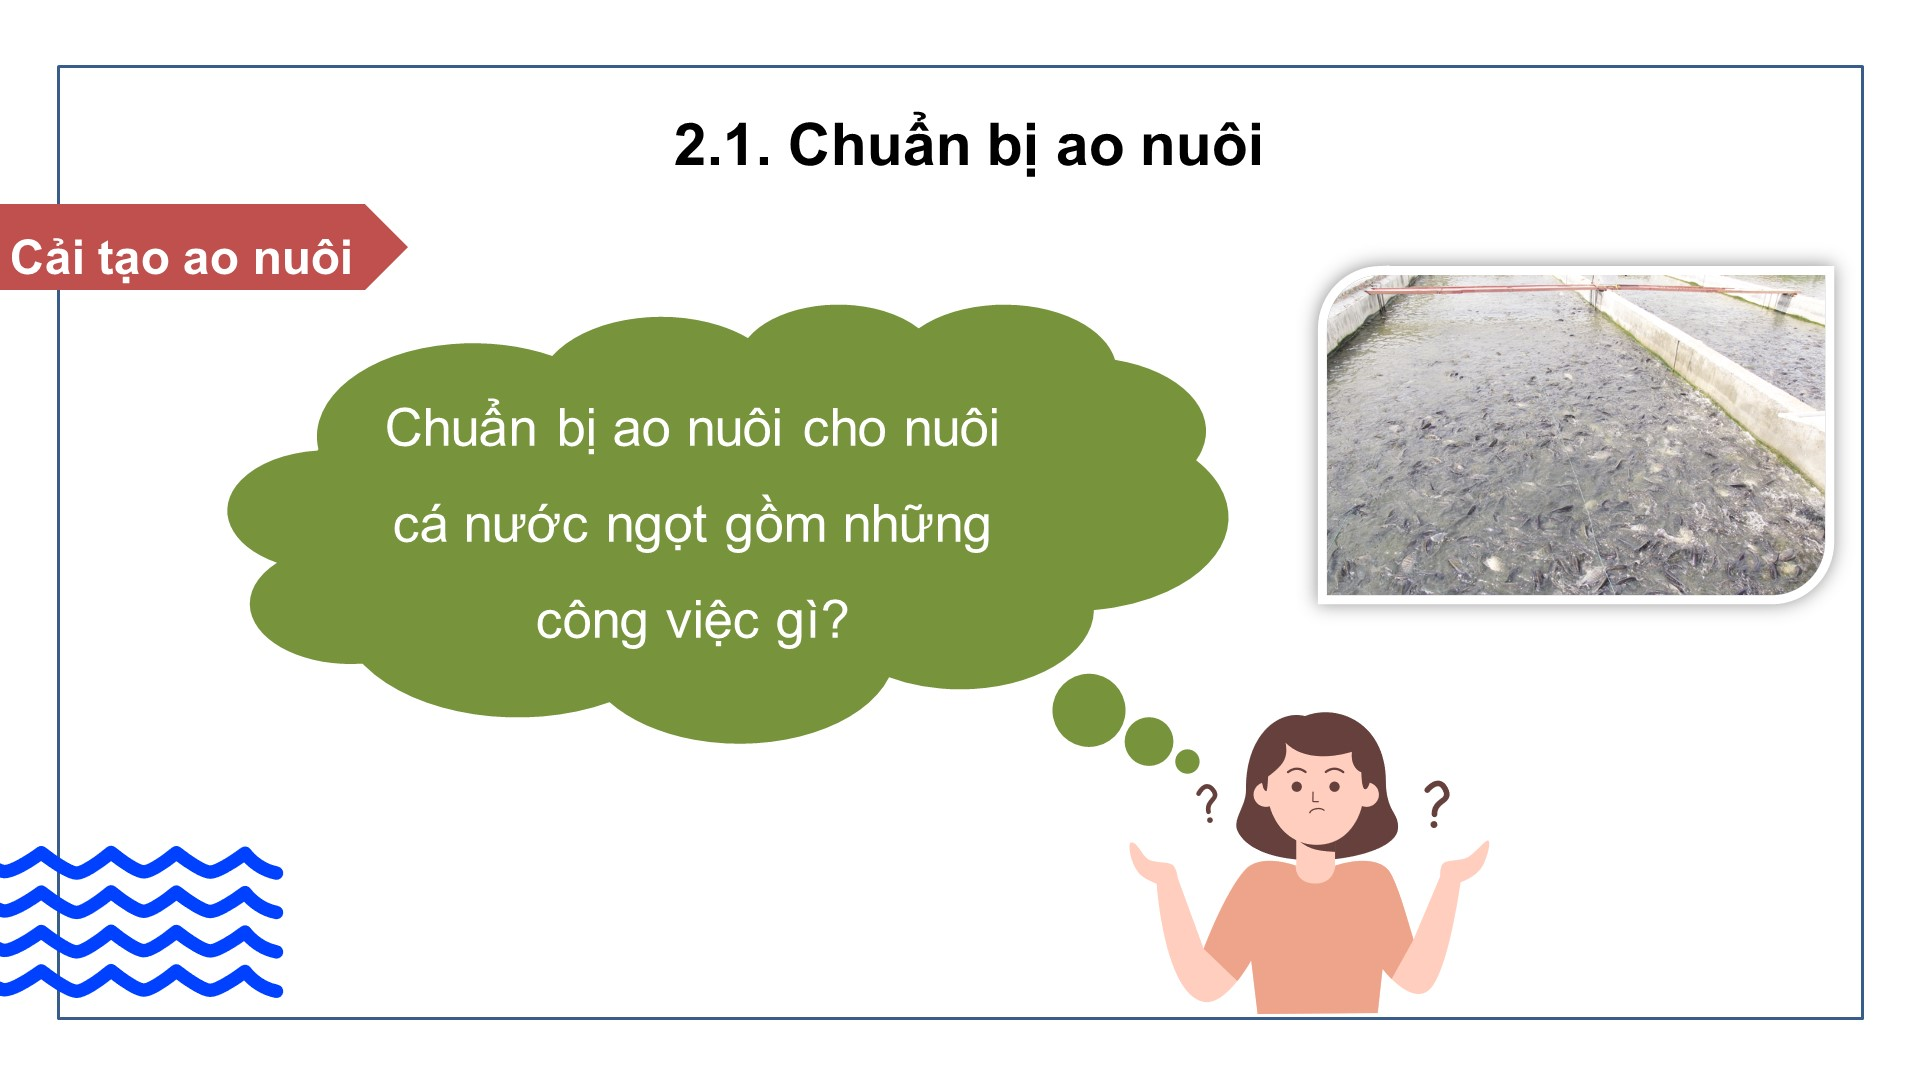 2.1. Chuẩn bị ao nuôi
Cải tạo ao nuôi
Chuẩn bị ao nuôi cho nuôi
cá nước ngọt gồm những
công việc gì?
? ?